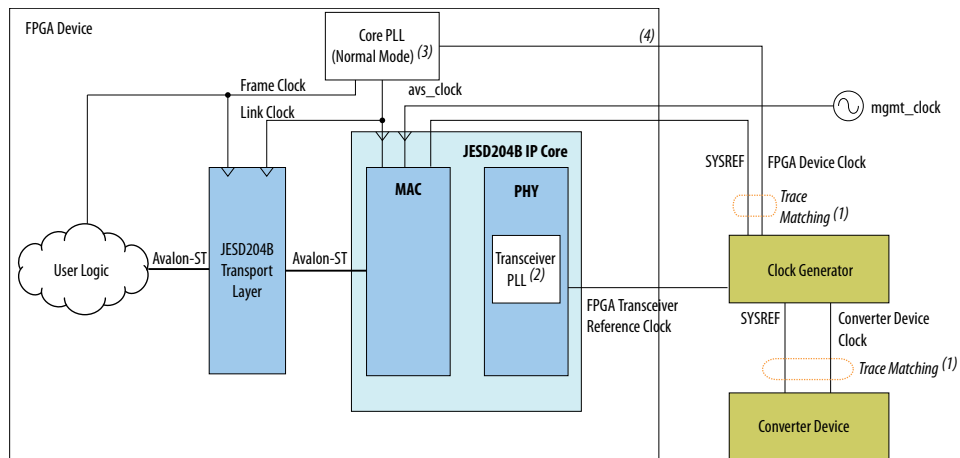 FPGA Device
Core PLL
(Normal Mode) (3)
(4)
Frame Clock
avs_clock
Link Clock
mgmt_clock
JESD204B IP Core
SYSREF
FPGA Device Clock
MAC
PHY
Trace
Matching (1)
User Logic
Avalon-ST
JESD204B
Transport
Layer
Avalon-ST
Transceiver
PLL (2)
Clock Generator
FPGA Transceiver
Reference Clock
SYSREF
Converter Device
Clock
Trace Matching (1)
Converter Device